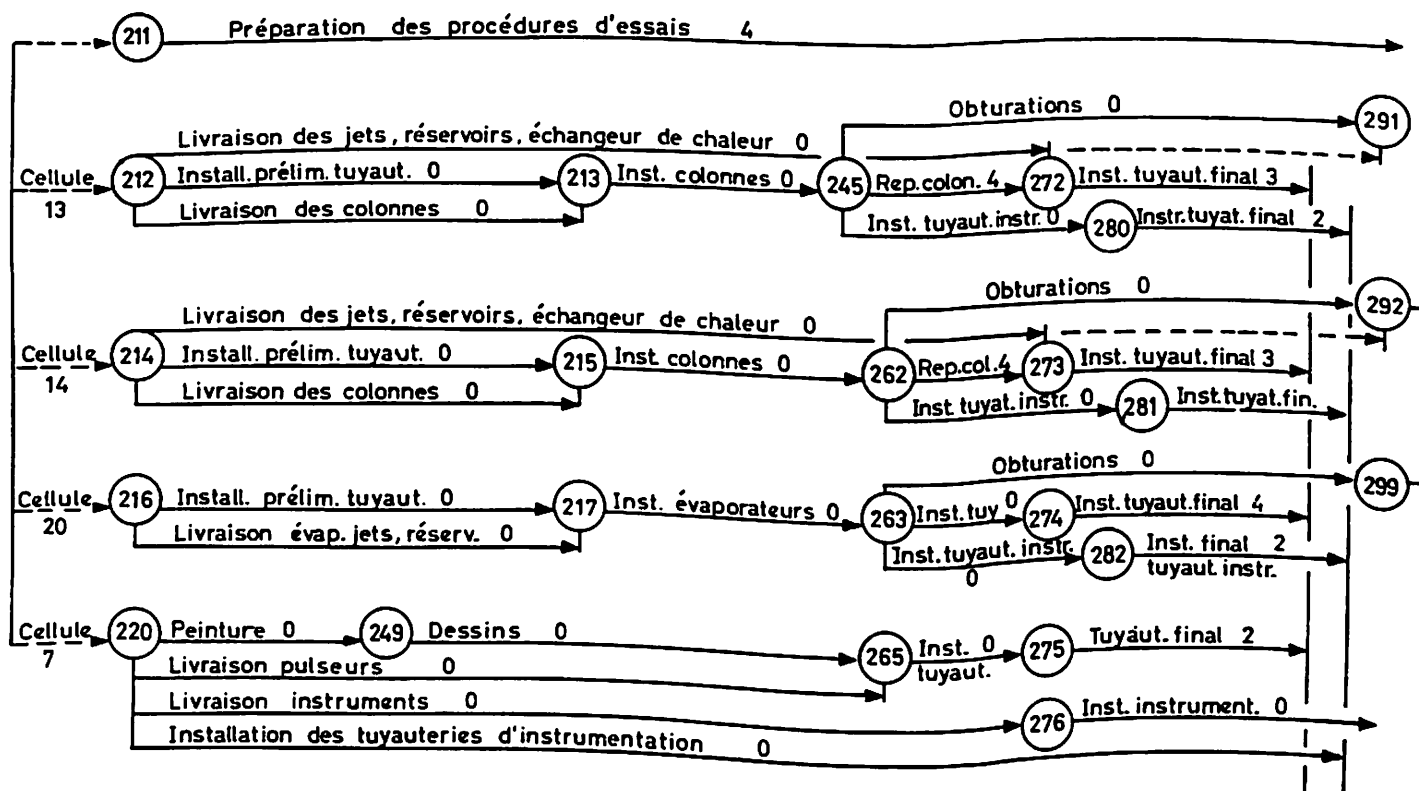 211 Préparation des procédures d'essais 4
Obturations 0 291
Livraison des jets, réservoirs, échangeur de chaleur 0
Cellule 13 212 Install. prélim. tuyaut. 0 213 Inst. colonnes 0 245 Rep. colon. 4 272 Inst. tuyaut. final 3
Livraison des colonnes 0 Inst. tuyaut. instr. 0 280 Instr. tuyat. final 2
Obturations 0 292
Livraison des jets, réservoirs, échangeur de chaleur 0
Cellule 14 214 Install. prélim. tuyaut. 0 215 Inst. colonnes 0 262 Rep. col. 4 273 Inst. tuyaut. final 3
Livraison des colonnes 0 Inst. tuyat. instr. 0 281 Inst. tuyat. fin.
Obturations 0 299
Cellule 20 216 Install. prélim. tuyaut. 0 217 Inst. évaporateurs 0 263 Inst. tuy 0 274 Inst. tuyaut. final 4
Livraison évap. jets, réserv. 0 Inst. tuyaut. instr. 0 282 Inst. final 2
tuyaut. instr.
Cellule 7 220 Peinture 0 249 Dessins 0 265 Inst. 0 275 Tuyaut. final 2
tuyaut.
Livraison pulseurs 0
Livraison instruments 0 276 Inst. instrument. 0
Installation des tuyauteries d'instrumentation 0